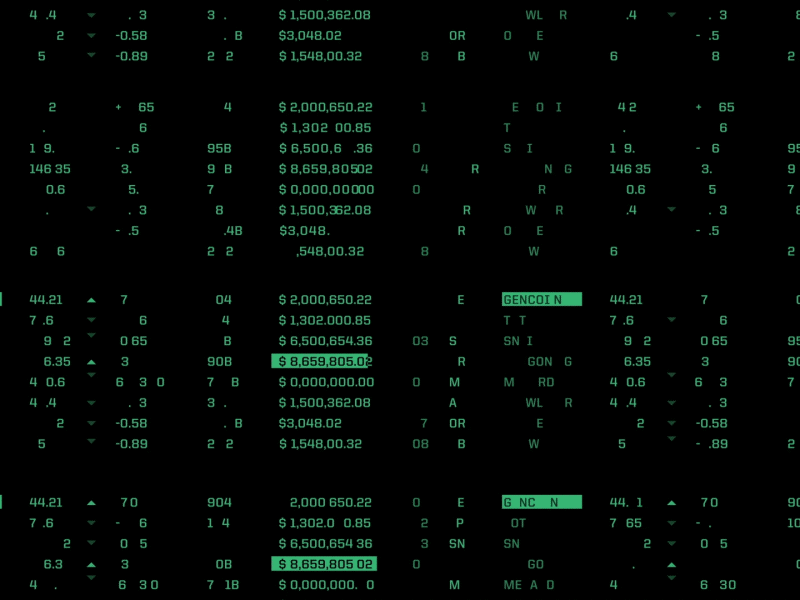 4 .4 . 3 3 . $ 1,500,362.08 WL R .4 . 3
2 -0.58 . B $3,048.02 OR O E - .5
5 -0.89 2 2 $ 1,548,00.32 8 B W 6 8 2
2 + 65 4 $ 2,000,650.22 1 E O I 4 2 + 65
. 6 $ 1,302 00.85 T . 6
1 9. - .6 95B $ 6,500,6 .36 0 S I 1 9. - 6 95
146 35 3. 9 B $ 8,659,80502 4 R N G 146 35 3. 9
0.6 5. 7 $ 0,000,00000 0 R 0.6 5 7
. . 3 8 $ 1,500,362.08 R W R .4 . 3
- .5 .4B $3,048. R O E - .5
6 6 2 2 ,548,00.32 8 W 6 2
44.21 7 04 $ 2,000,650.22 E GENCOI N 44.21 7
7 .6 6 4 $ 1,302.000.85 T T 7 .6 6
9 2 0 65 B $ 6,500,654.36 03 S SN I 9 2 0 65 95
6.35 3 90B $ 8,659,805.02 R GON G 6.35 3 90
4 0.6 6 3 0 7 B $ 0,000,000.00 0 M M RD 4 0.6 6 3 7
4 .4 . 3 3 . $ 1,500,362.08 A WL R 4 .4 . 3
2 -0.58 . B $3,048.02 7 OR E 2 -0.58
5 -0.89 2 2 $ 1,548,00.32 08 B W 5 - .89 2
44.21 7 0 904 2,000 650.22 0 E G NC N 44. 1 7 0 90
7 .6 - 6 1 4 $ 1,302.0 0.85 2 P OT 7 65 - . 10
2 0 5 $ 6,500,654 36 3 SN SN 2 0 5
6.3 3 0B $ 8,659,805 02 0 GO .
4 . 6 3 0 7 1B $ 0,000,000. 0 M ME A D 4 6 30 7